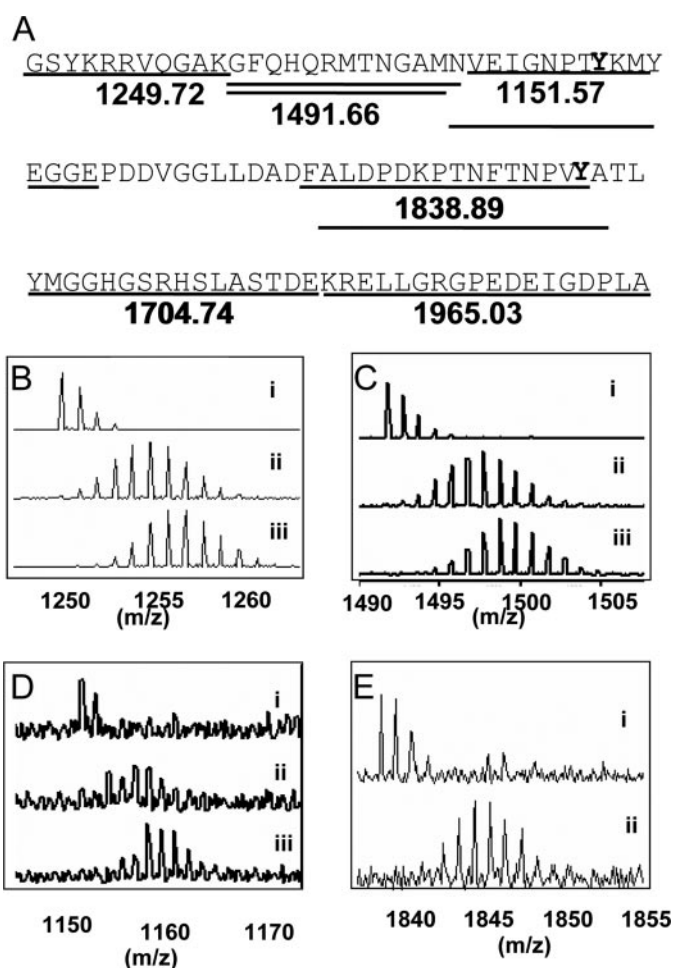 A
GSYKRRVQGAKGFQHQRMTNGAMNVEIGNPTYKMY
1249.72 1491.66 1151.57
EGGEPDDVGGLLDADFALDPDKPTNFTNPVYATL
1838.89
YMGGHGSRHSLASTDEKRELLGRGPEDEIGDPLA
1704.74 1965.03
B
i
ii
iii
1250 1255 1260
(m/z)
C
i
ii
iii
1490 1495 1500 1505
(m/z)
D
i
ii
iii
1150 1160 1170
(m/z)
E
i
ii
1840 1845 1850 1855
(m/z)